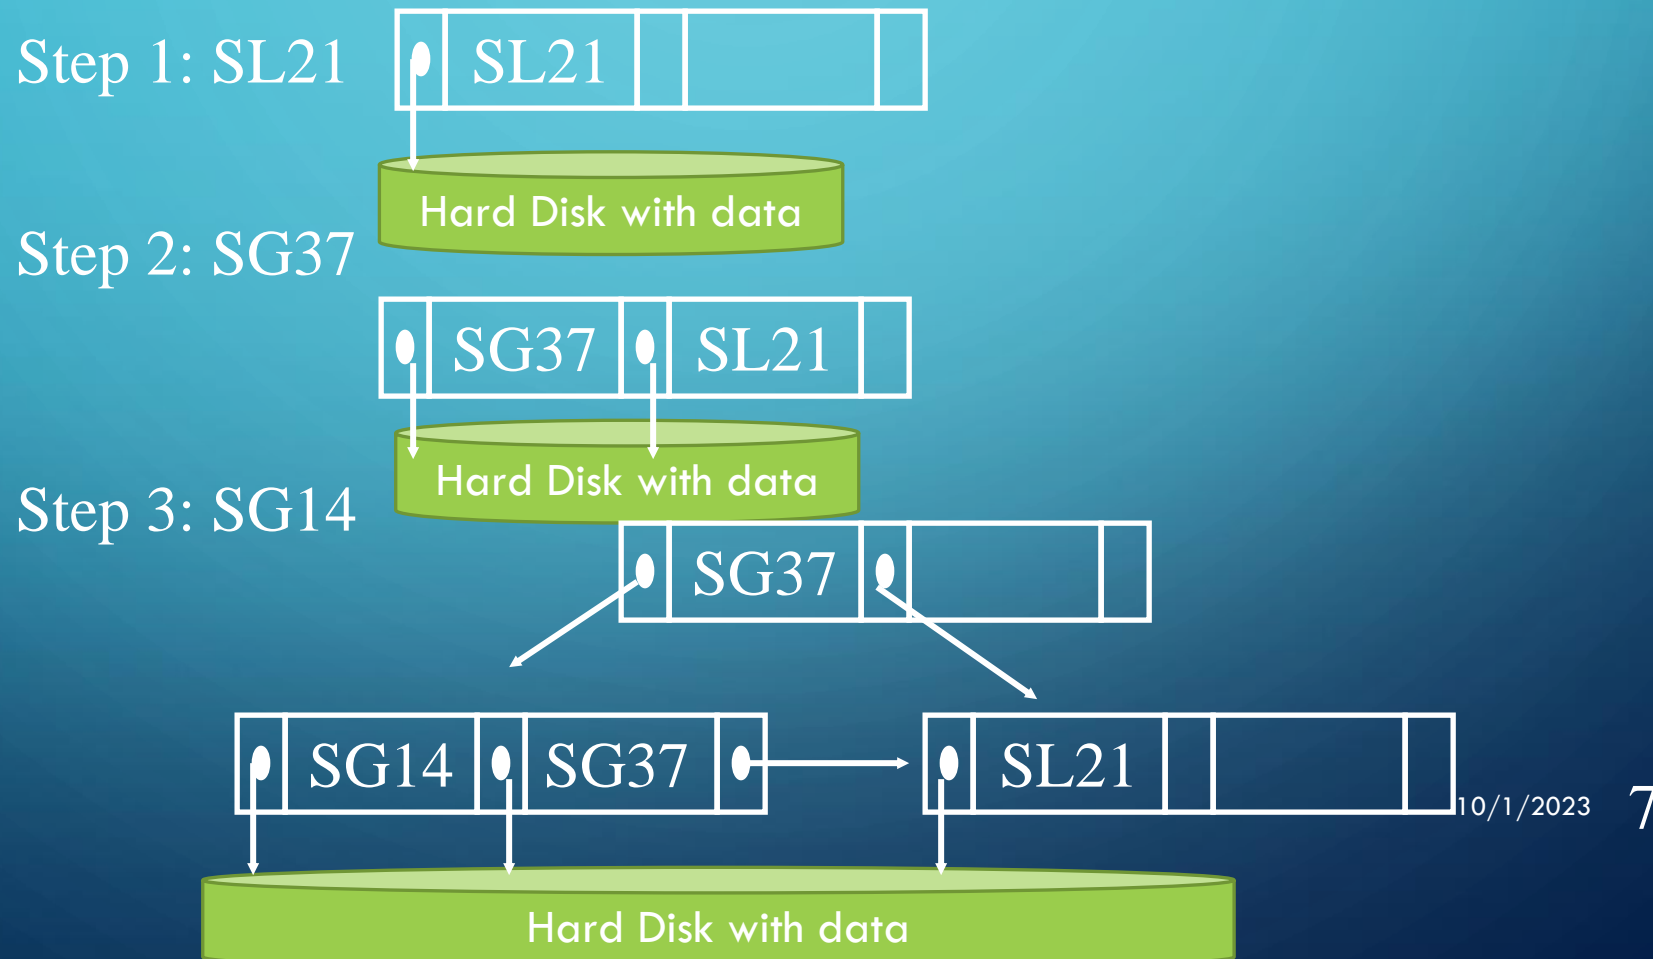 Step 1: SL21
SL21
Hard Disk with data
Step 2: SG37
SG37 SL21
Hard Disk with data
Step 3: SG14
SG37
SG14 SG37 SL21
10/1/2023 7
Hard Disk with data